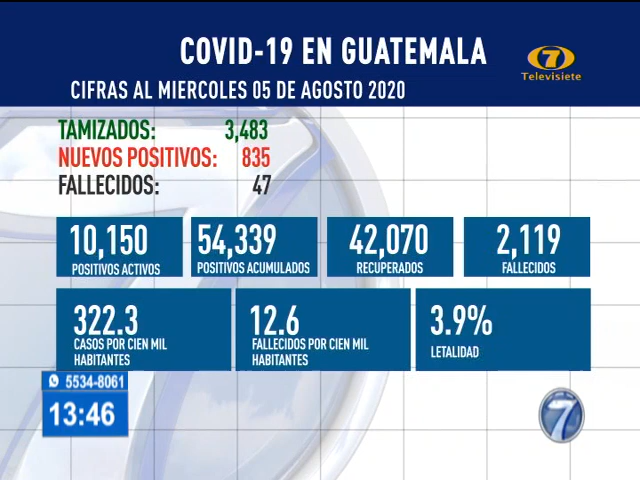 COVID-19 EN GUATEMALA
7
Televisiete
CIFRAS AL MIERCOLES 05 DE AGOSTO 2020
TAMIZADOS: 3,483
NUEVOS POSITIVOS: 835
FALLECIDOS: 47
10,150
POSITIVOS ACTIVOS
54,339
POSITIVOS ACUMULADOS
42,070
RECUPERADOS
2,119
FALLECIDOS
322.3
CASOS POR CIEN MIL
HABITANTES
12.6
FALLECIDOS POR CIEN MIL
HABITANTES
3.9%
LETALIDAD
5534-8061
13:46
7